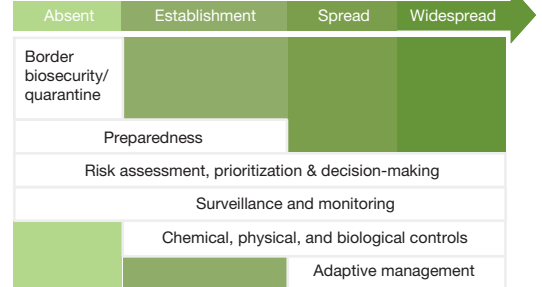 Absent Establishment Spread Widespread
Border
biosecurity/
quarantine
Preparedness
Risk assessment, prioritization & decision-making
Surveillance and monitoring
Chemical, physical, and biological controls
Adaptive management